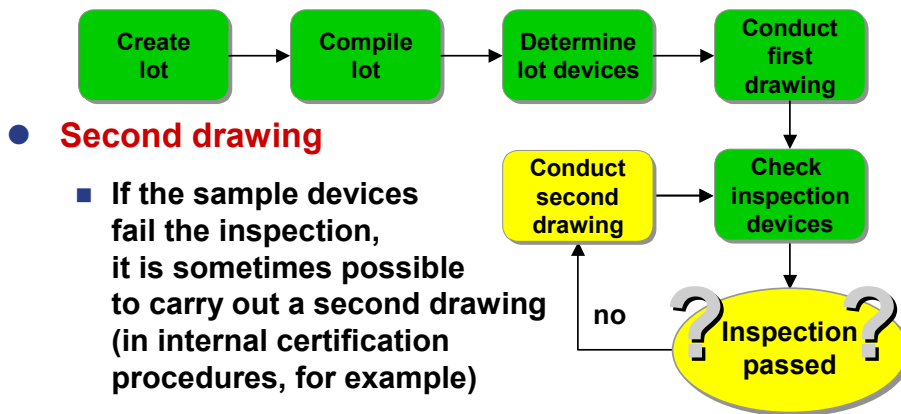 Create
lot
Compile
lot
Determine
lot devices
Conduct
first
drawing
Second drawing
If the sample devices
fail the inspection,
it is sometimes possible
to carry out a second drawing
(in internal certification
procedures, for example)
Conduct
second
drawing
Check
inspection
devices
no
? Inspection ?
passed